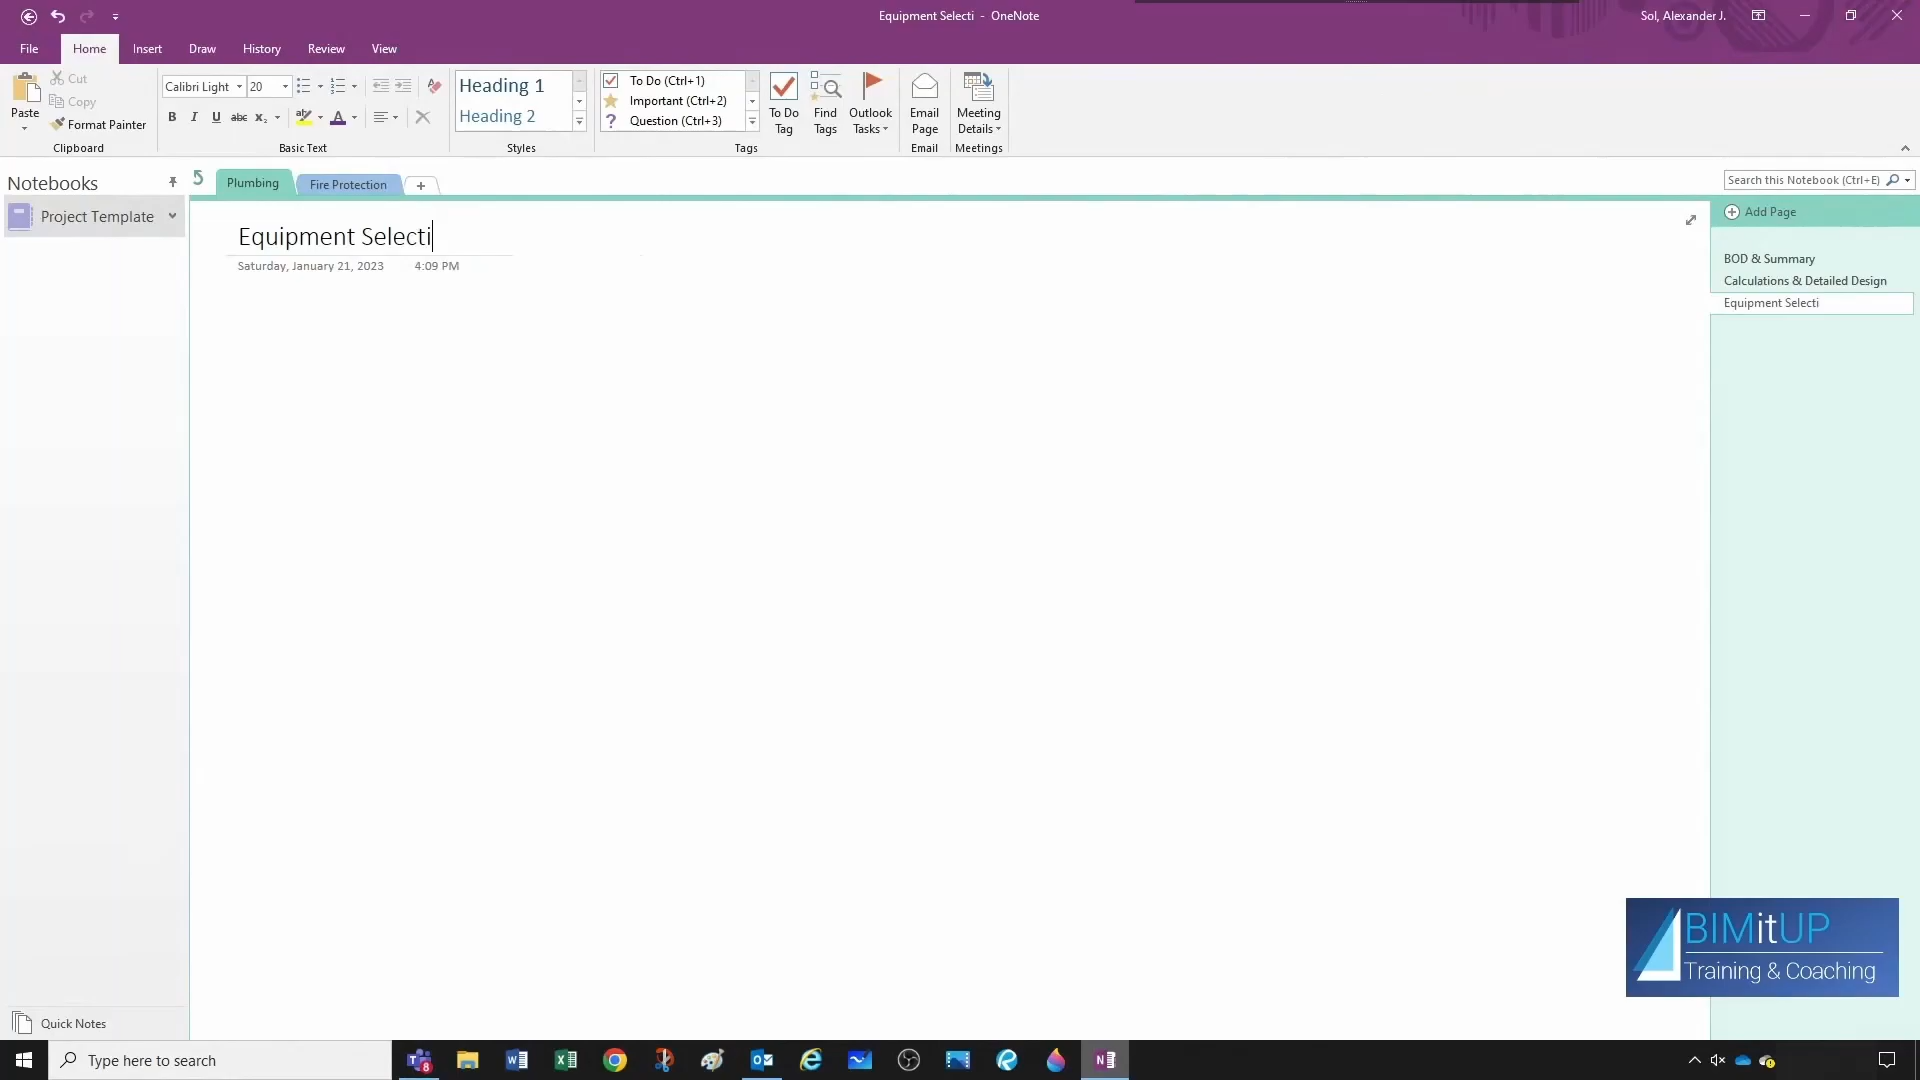 Equipment Selecti - OneNote
Sol, Alexander J.
File Home Insert Draw History Review View
Paste
Cut
Copy
Format Painter
Clipboard
Calibri Light 20
B I U abc x₂ ab A
Basic Text
Heading 1
Heading 2
Styles
To Do (Ctrl+1)
Important (Ctrl+2)
? Question (Ctrl+3)
Tags
To Do Tag
Find Tags
Outlook Tasks
Email Page
Email
Meeting Details
Meetings
Notebooks
Project Template
Plumbing Fire Protection +
Search this Notebook (Ctrl+E)
Equipment Selecti
Saturday, January 21, 2023 4:09 PM
Add Page
BOD & Summary
Calculations & Detailed Design
Equipment Selecti
BIMitUP
Training & Coaching
Quick Notes
Type here to search
8